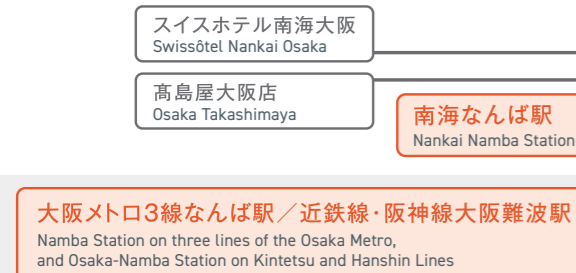 スイスホテル南海大阪
Swissôtel Nankai Osaka
髙島屋大阪店
Osaka Takashimaya
南海なんば駅
Nankai Namba Station
大阪メトロ3線なんば駅／近鉄線・阪神線大阪難波駅
Namba Station on three lines of the Osaka Metro,
and Osaka-Namba Station on Kintetsu and Hanshin Lines